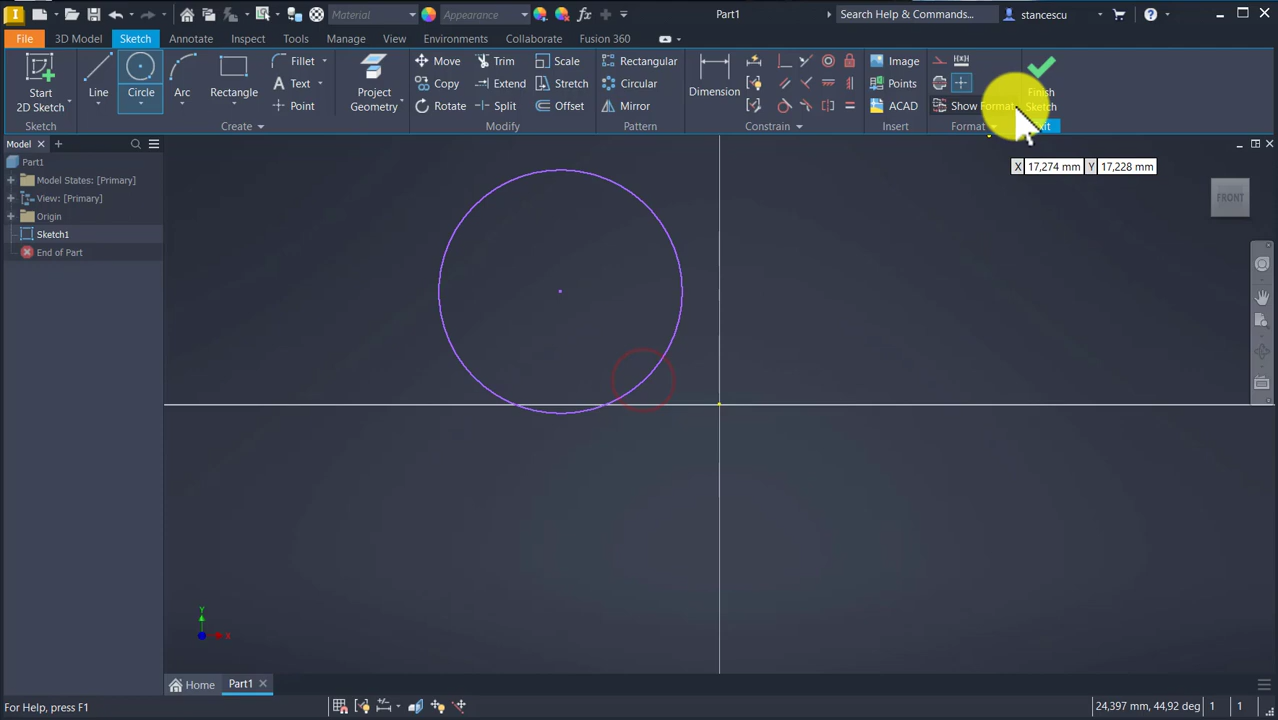 I Material Appearance Part1 Search Help & Commands... stancescu
File 3D Model Sketch Annotate Inspect Tools Manage View Environments Collaborate Fusion 360
Start
2D Sketch
Line
Circle
Arc
Rectangle
Fillet
Text
Point
Project
Geometry
Move
Copy
Rotate
Trim
Extend
Split
Scale
Stretch
Offset
Rectangular
Circular
Mirror
Dimension
Image
Points
ACAD
Show Format
Finish
Sketch
Sketch Create Modify Pattern Constrain Insert Format
Model
X 17,274 mm Y 17,228 mm
Part1
Model States: [Primary]
View: [Primary]
Origin
Sketch1
End of Part
FRONT
Y
X
Home Part1
For Help, press F1 24,397 mm, 44,92 deg 1 1